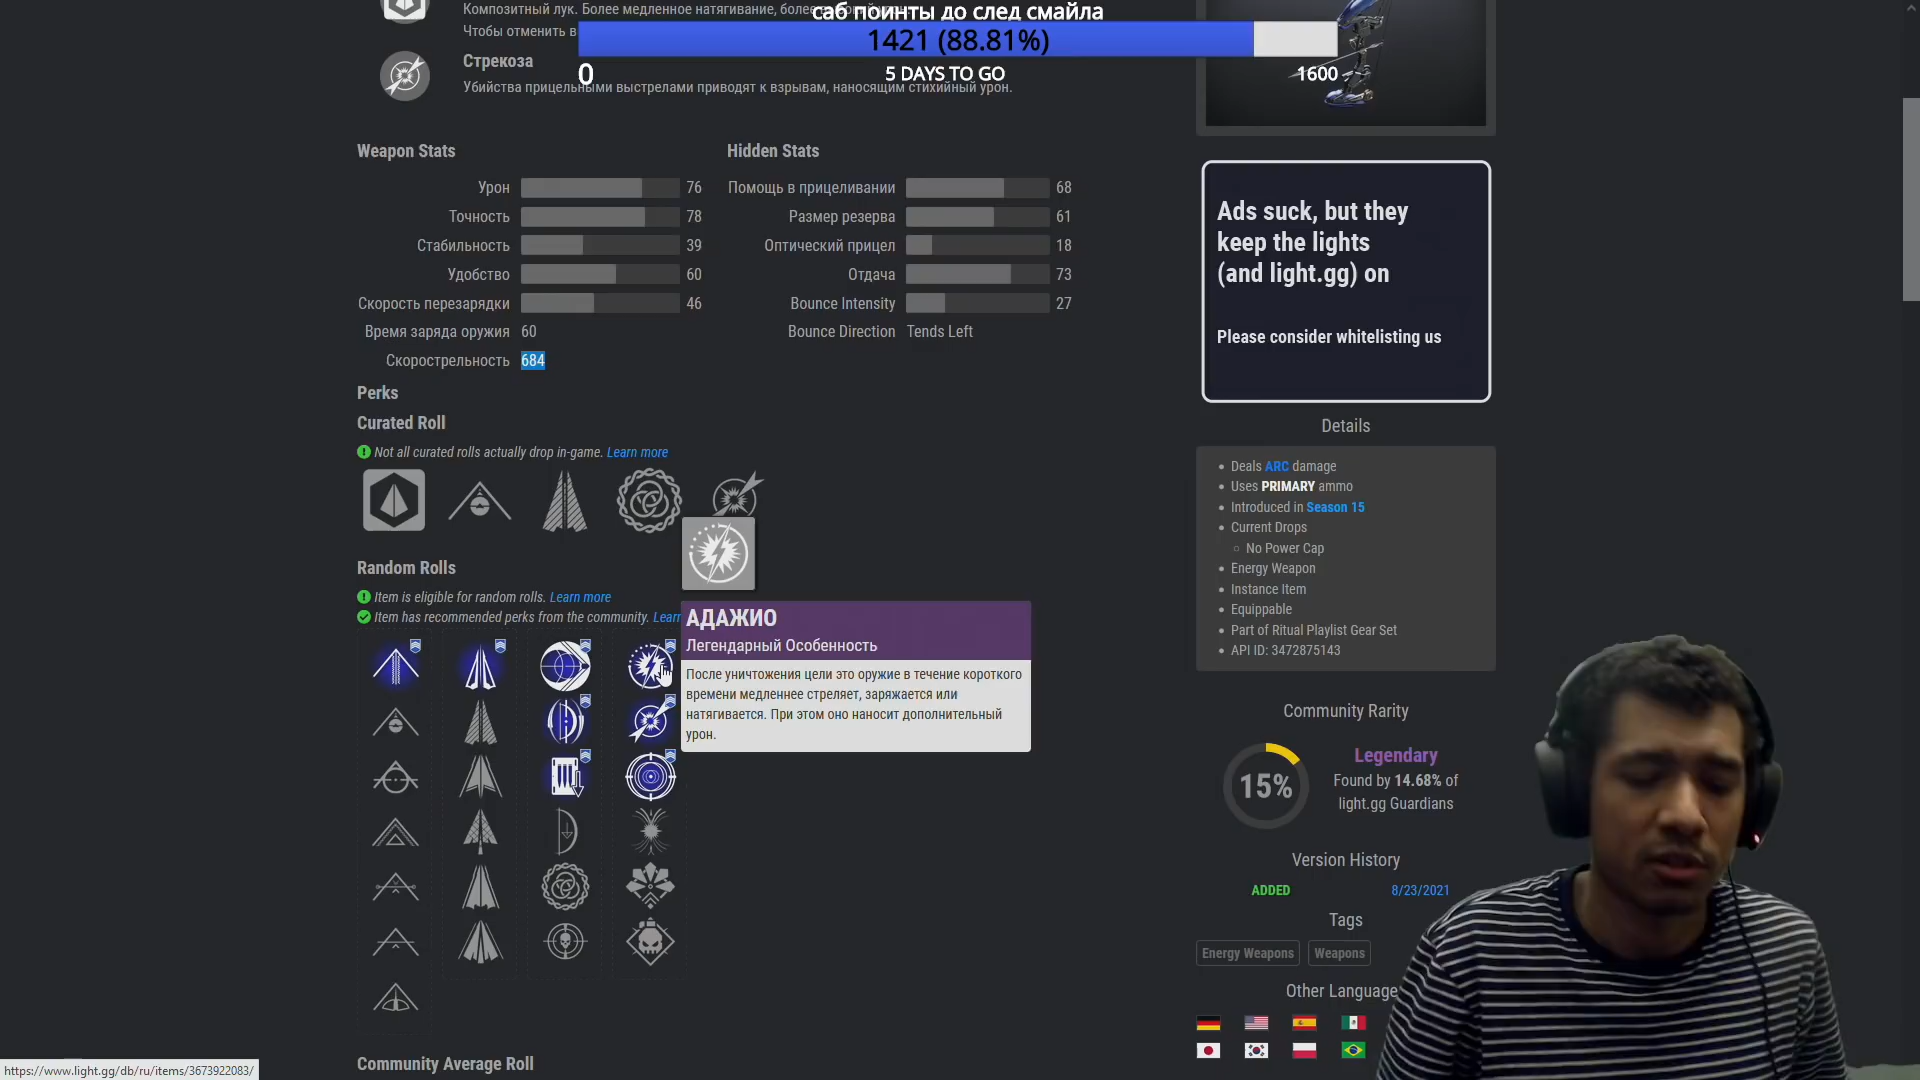 Композитный лук. Более медленное натягивание, более
саб поинты до след смайла
Чтобы отменить в
1421 (88.81%)
Стрекоза
0
5 DAYS TO GO
1600
Убийства прицельными выстрелами приводят к взрывам, наносящим стихийный урон.
Weapon Stats
Урон 76
Точность 78
Стабильность 39
Удобство 60
Скорость перезарядки 46
Время заряда оружия 60
Скорострельность 684
Hidden Stats
Помощь в прицеливании 68
Размер резерва 61
Оптический прицел 18
Отдача 73
Bounce Intensity 27
Bounce Direction Tends Left
Perks
Curated Roll
Not all curated rolls actually drop in-game. Learn more
Random Rolls
Item is eligible for random rolls. Learn more
Item has recommended perks from the community. Learn
АДАЖИО
Легендарный Особенность
После уничтожения цели это оружие в течение короткого
времени медленнее стреляет, заряжается или
натягивается. При этом оно наносит дополнительный
урон.
Community Average Roll
Ads suck, but they
keep the lights
(and light.gg) on
Please consider whitelisting us
Details
Deals ARC damage
Uses PRIMARY ammo
Introduced in Season 15
Current Drops
No Power Cap
Energy Weapon
Instance Item
Equippable
Part of Ritual Playlist Gear Set
API ID: 3472875143
Community Rarity
15%
Legendary
Found by 14.68% of
light.gg Guardians
Version History
ADDED 8/23/2021
Tags
Energy Weapons Weapons
Other Language
https://www.light.gg/db/ru/items/3673922083/